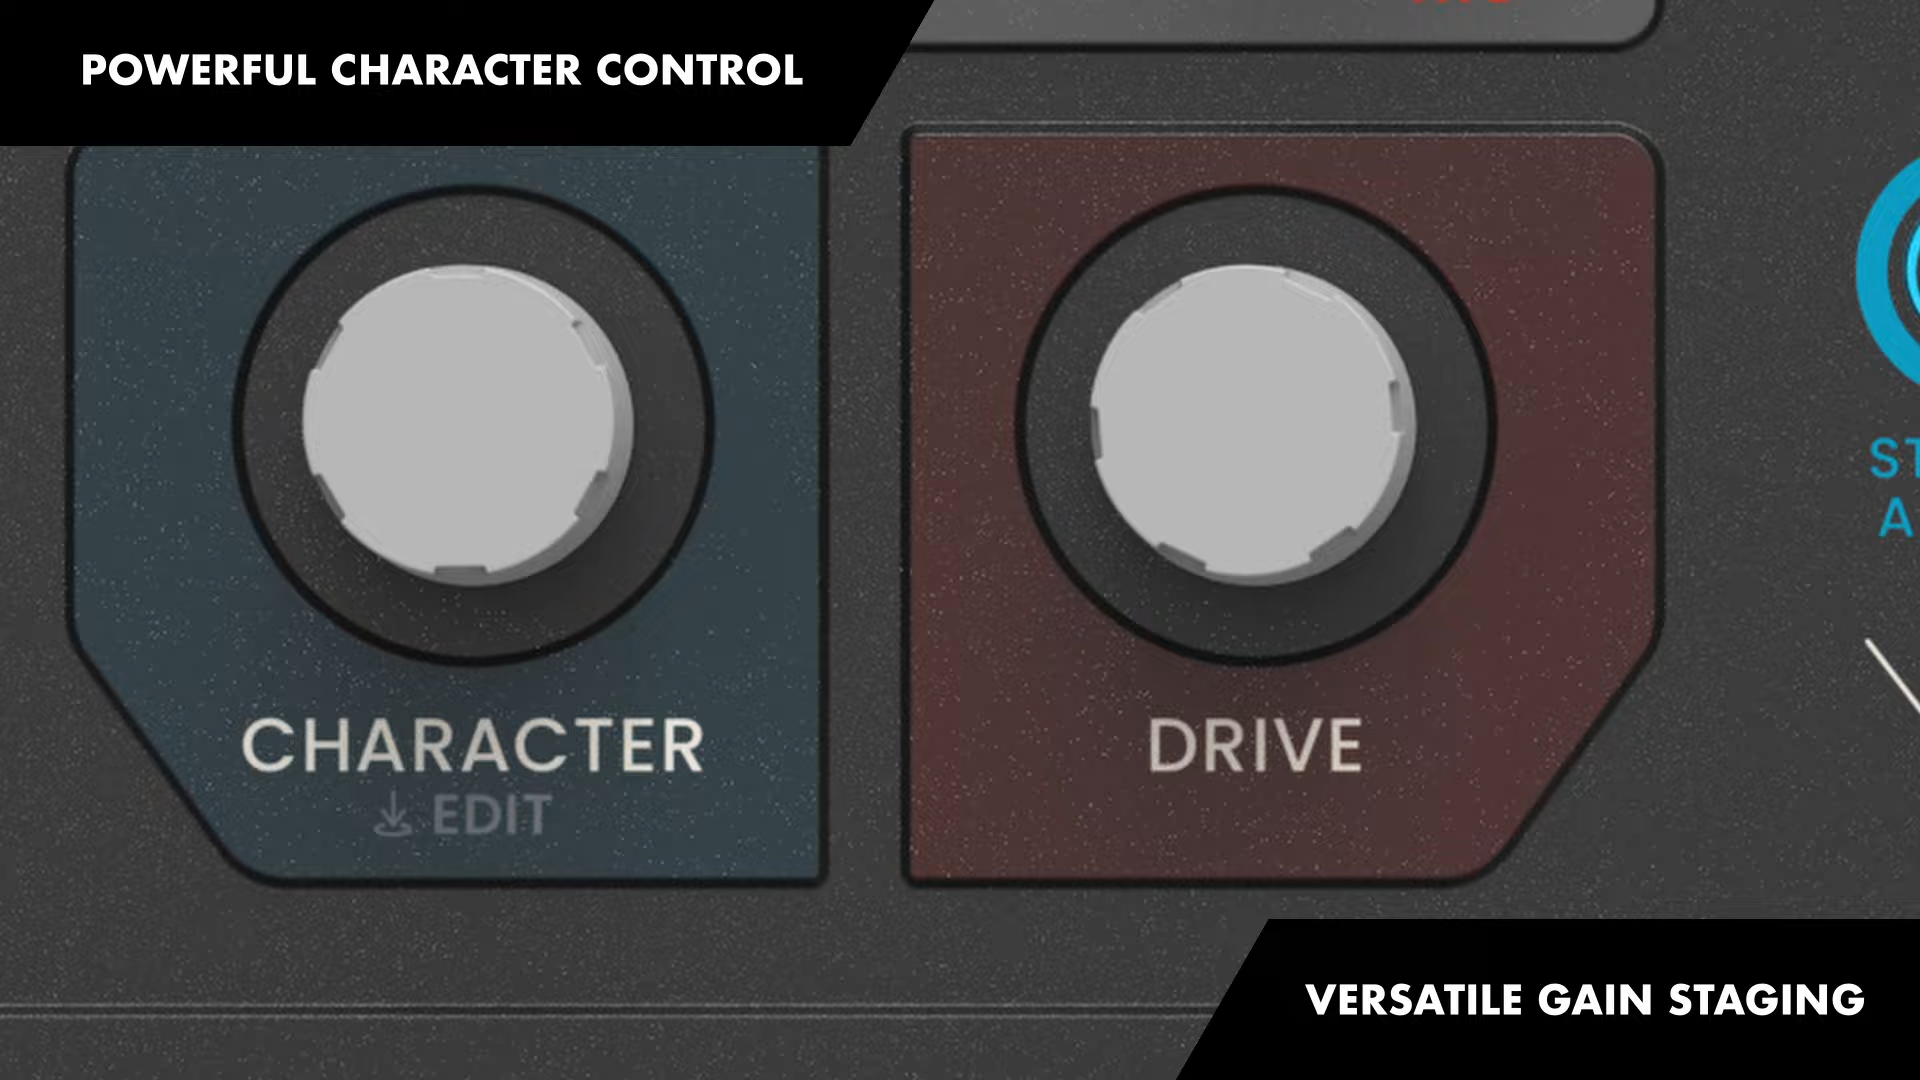 POWERFUL CHARACTER CONTROL
CHARACTER
EDIT
DRIVE
VERSATILE GAIN STAGING